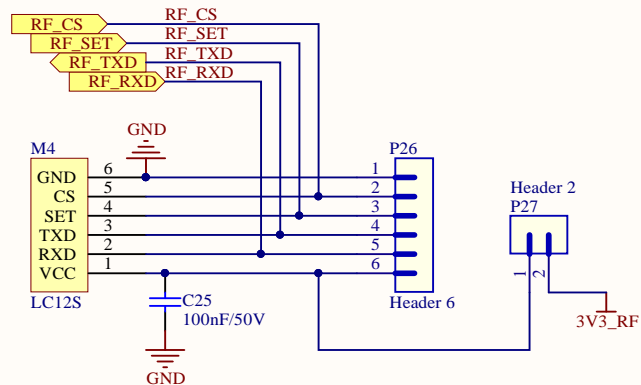 RF_CS RF_CS
RF_SET RF_SET
RF_TXD RF_TXD
RF_RXD RF_RXD
GND
M4 P26
GND 6 1
CS 5 2
SET 4 3
TXD 3 4
RXD 2 5
VCC 1 6
LC12S
C25
100nF/50V
GND
Header 6
Header 2
P27
1 2
3V3_RF